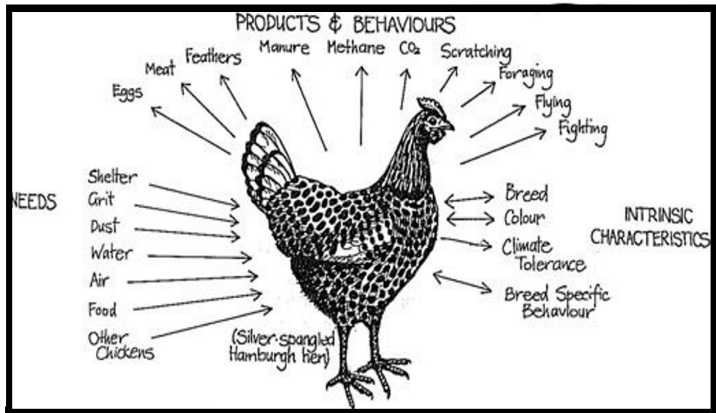 PRODUCTS & BEHAVIOURS
Eggs
Meat
Feathers
Manure
Methane
CO₂
Scratching
Foraging
Flying
Fighting
NEEDS
Shelter
Grit
Dust
Water
Air
Food
Other
Chickens
(Silver-spangled
Hamburgh hen)
Breed
Colour
Climate
Tolerance
Breed Specific
Behaviour
INTRINSIC
CHARACTERISTICS